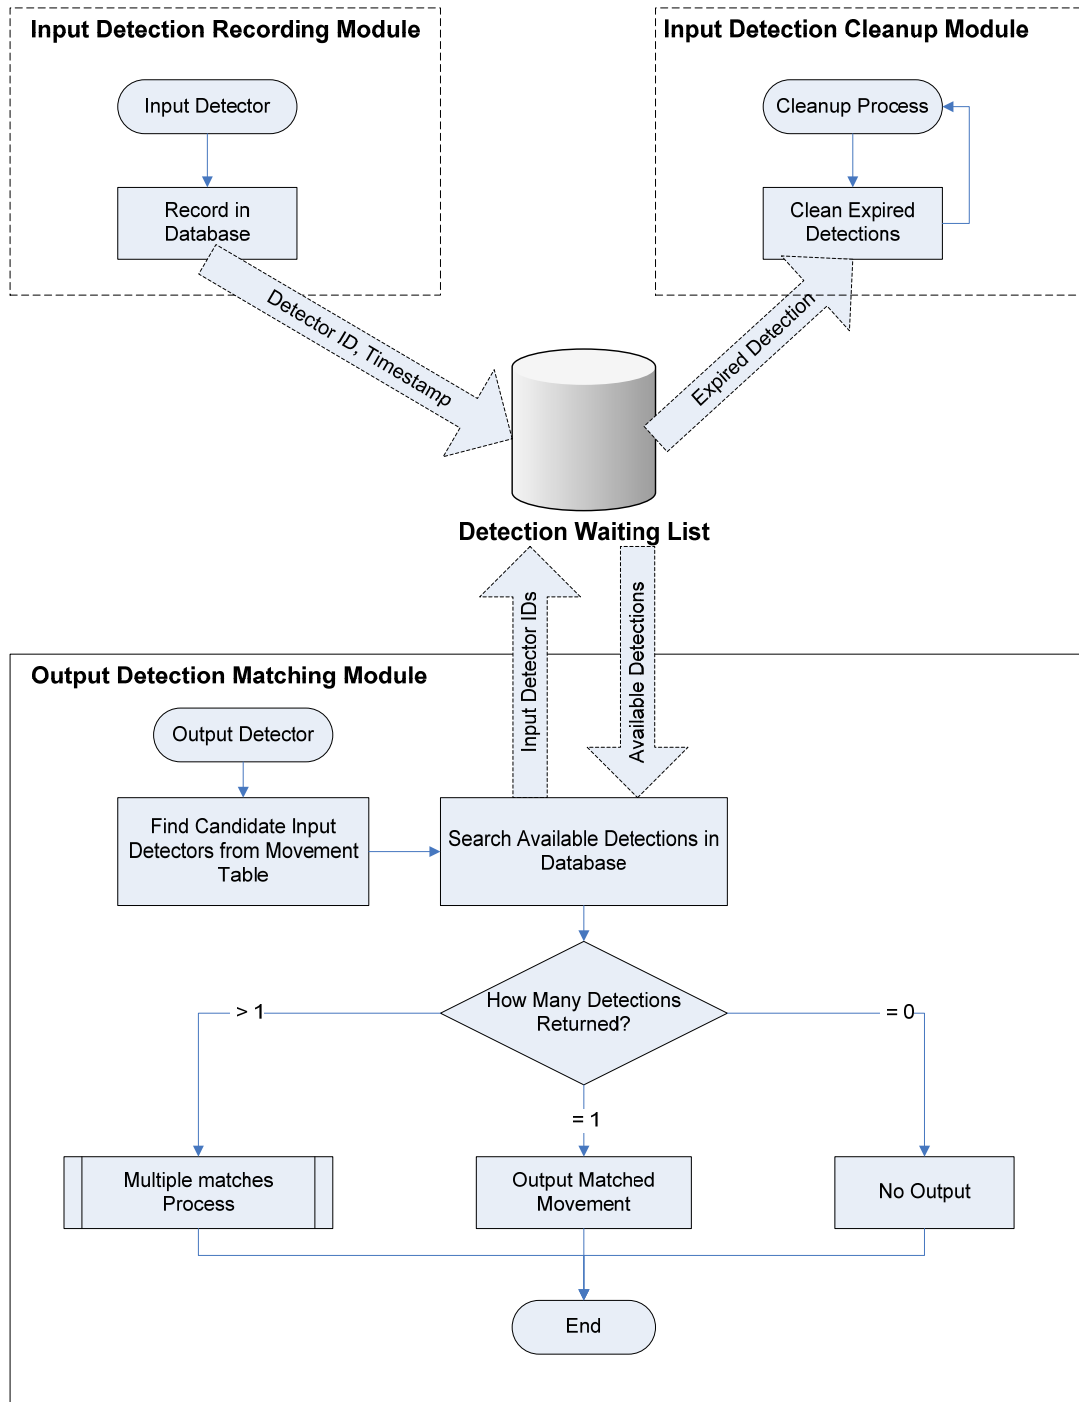 Input Detection Recording Module
Input Detection Cleanup Module
Input Detector
Cleanup Process
Record in
Database
Clean Expired
Detections
Detector ID, Timestamp
Expired Detection
Detection Waiting List
Input Detector IDs
Available Detections
Output Detection Matching Module
Output Detector
Find Candidate Input
Detectors from Movement
Table
Search Available Detections in
Database
How Many Detections
Returned?
> 1
= 0
= 1
Multiple matches
Process
Output Matched
Movement
No Output
End